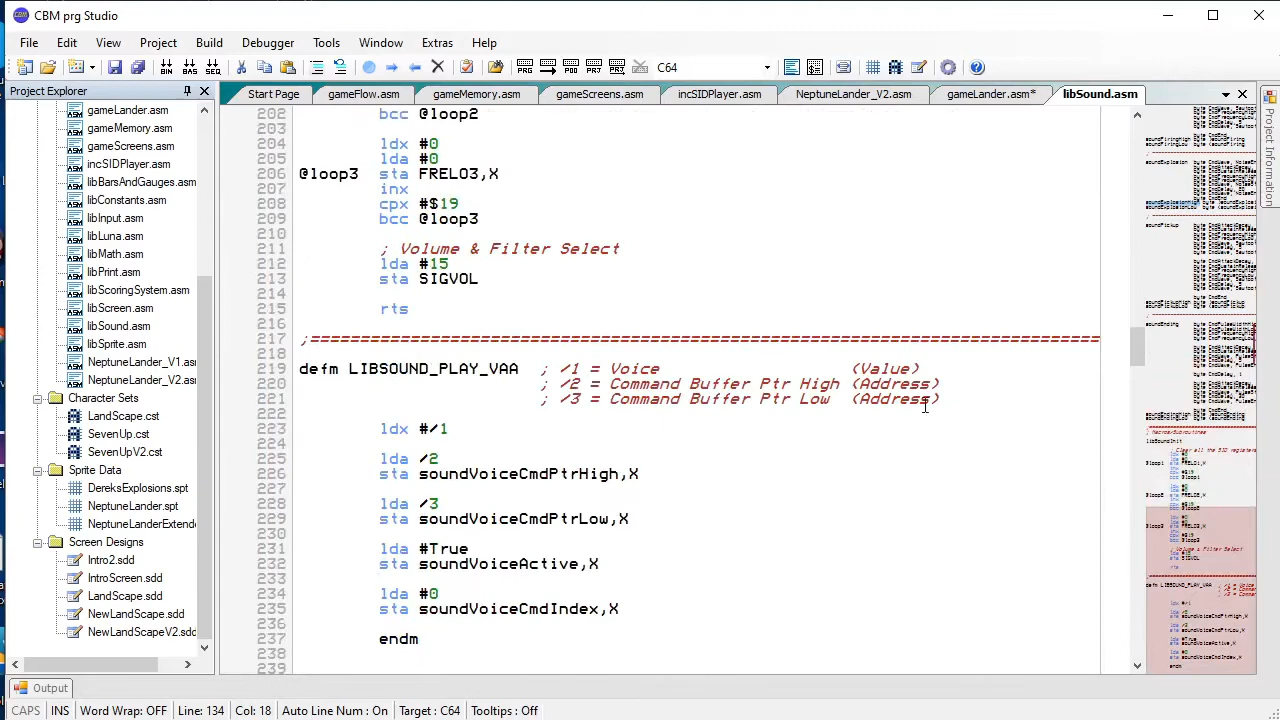 CBM prg Studio
File Edit View Project Build Debugger Tools Window Extras Help
C64
Project Explorer
Start Page gameFlow.asm gameMemory.asm gameScreens.asm incSIDPlayer.asm NeptuneLander_V2.asm gameLander.asm* libSound.asm
gameLander.asm
gameMemory.asm
gameScreens.asm
incSIDPlayer.asm
libBarsAndGauges.asm
libConstants.asm
libInput.asm
libLuna.asm
libMath.asm
libPrint.asm
libScoringSystem.asm
libScreen.asm
libSound.asm
libSprite.asm
NeptuneLander_V1.asm
NeptuneLander_V2.asm
Character Sets
LandScape.cst
SevenUp.cst
SevenUpV2.cst
Sprite Data
DereksExplosions.spt
NeptuneLander.spt
NeptuneLanderExtend
Screen Designs
Intro2.sdd
IntroScreen.sdd
LandScape.sdd
NewLandScape.sdd
NewLandScapeV2.sdd
202 bcc @loop2
203
204 ldx #0
205 lda #0
206 @loop3 sta FRELO3,X
207 inx
208 cpx #$19
209 bcc @loop3
210
211 ; Volume & Filter Select
212 lda #15
213 sta SIGVOL
214
215 rts
216
217 ;===============================================================================
218
219 defm LIBSOUND_PLAY_VAA ; /1 = Voice (Value)
220 ; /2 = Command Buffer Ptr High (Address)
221 ; /3 = Command Buffer Ptr Low (Address)
222
223 ldx #/1
224
225 lda /2
226 sta soundVoiceCmdPtrHigh,X
227
228 lda /3
229 sta soundVoiceCmdPtrLow,X
230
231 lda #True
232 sta soundVoiceActive,X
233
234 lda #0
235 sta soundVoiceCmdIndex,X
236
237 endm
238
239
Project Information
Output
CAPS INS Word Wrap: OFF Line: 134 Col: 18 Auto Line Num : On Target: C64 Tooltips : Off